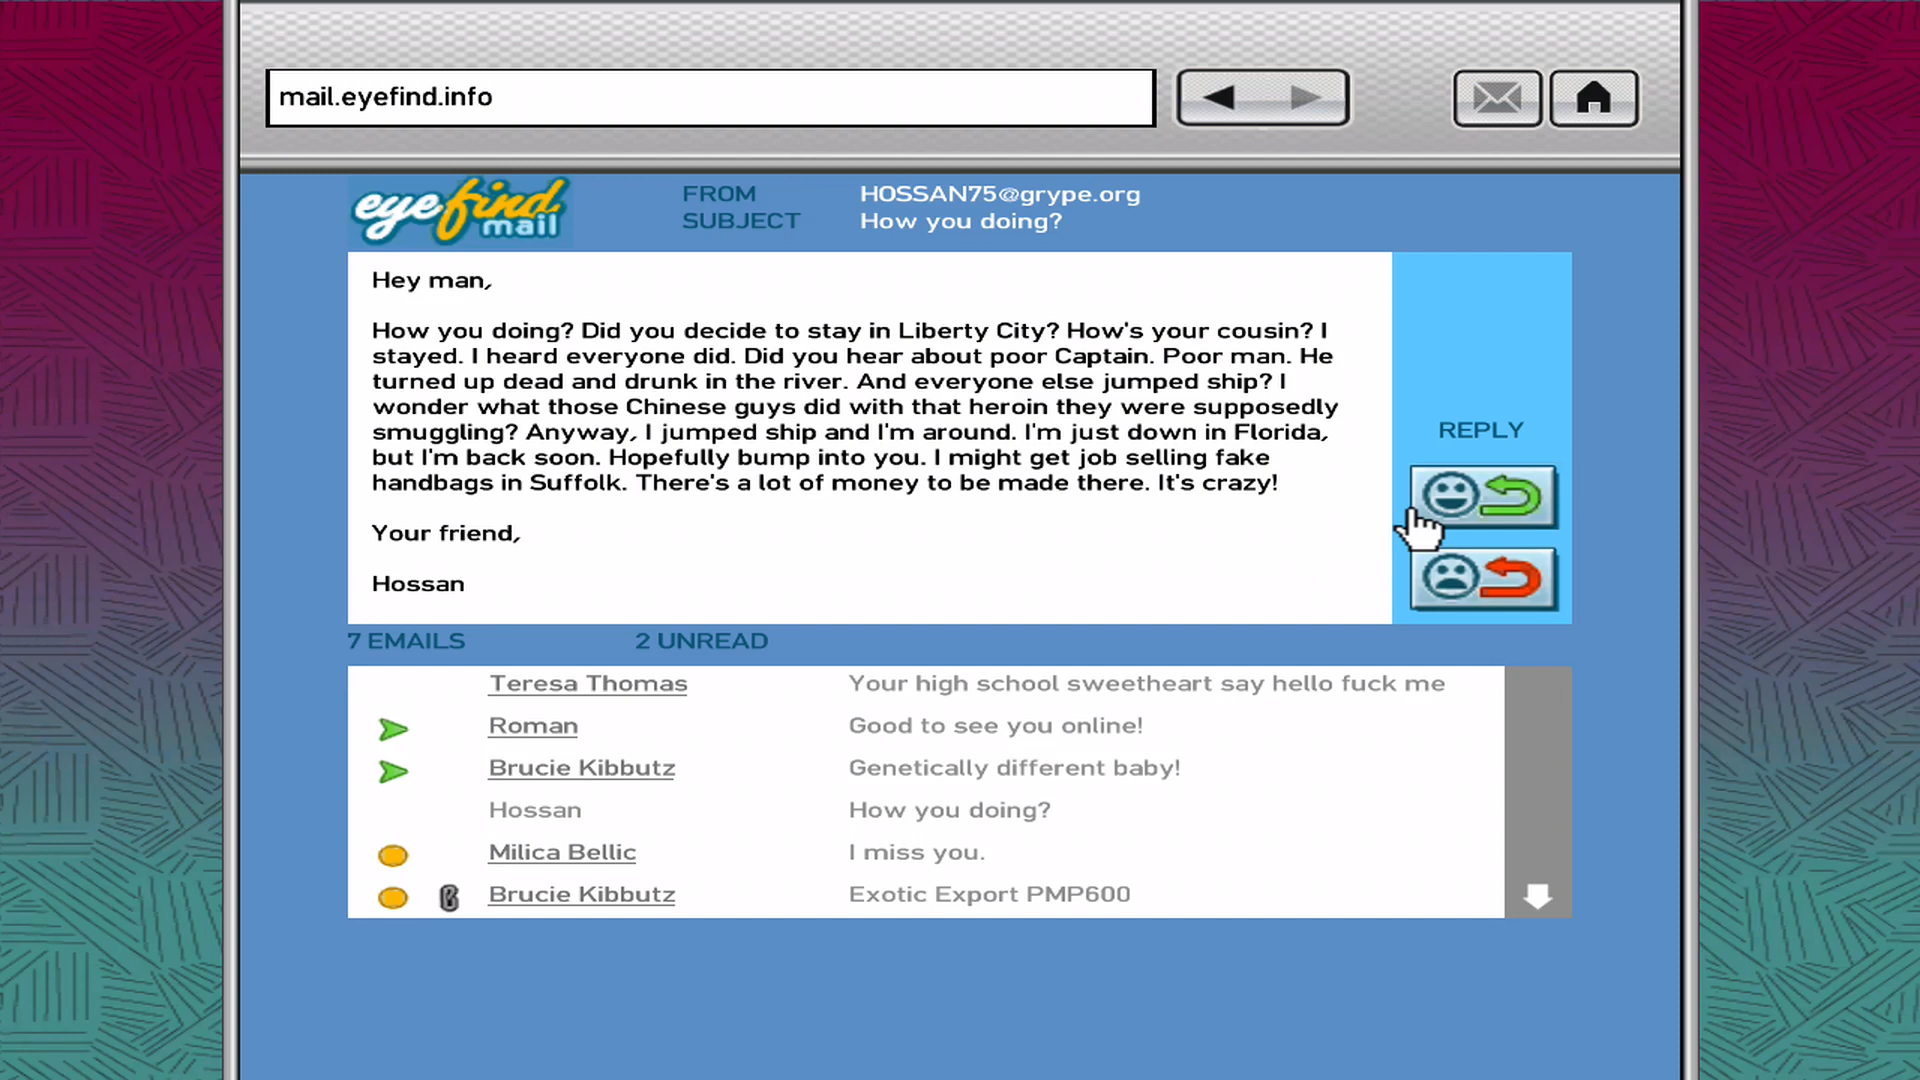 mail.eyefind.info
eyefind
mail
FROM HOSSAN75@grype.org
SUBJECT How you doing?
Hey man,
How you doing? Did you decide to stay in Liberty City? How's your cousin? I
stayed. I heard everyone did. Did you hear about poor Captain. Poor man. He
turned up dead and drunk in the river. And everyone else jumped ship? I
wonder what those Chinese guys did with that heroin they were supposedly
smuggling? Anyway, I jumped ship and I'm around. I'm just down in Florida,
but I'm back soon. Hopefully bump into you. I might get job selling fake
handbags in Suffolk. There's a lot of money to be made there. It's crazy!
Your friend,
Hossan
REPLY
7 EMAILS 2 UNREAD
Teresa Thomas Your high school sweetheart say hello fuck me
Roman Good to see you online!
Brucie Kibbutz Genetically different baby!
Hossan How you doing?
Milica Bellic I miss you.
Brucie Kibbutz Exotic Export PMP600